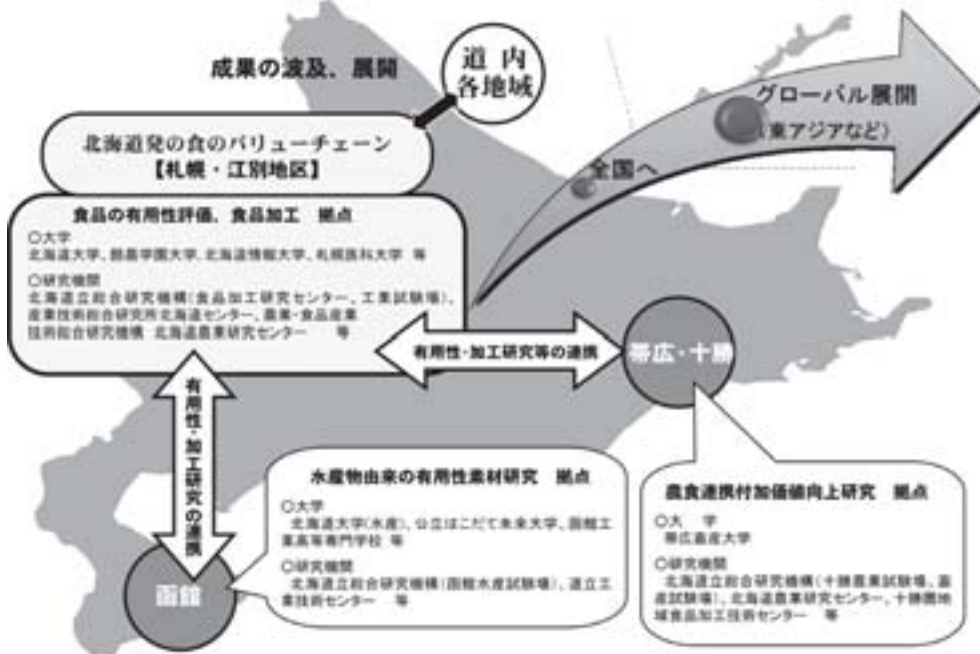 成果の波及、展開
道内
各地域
グローバル展開
(東アジアなど)
全国へ
北海道発の食のバリューチェーン
【札幌・江別地区】
食品の有用性評価、食品加工 拠点
○大学
北海道大学、酪農学園大学、北海道情報大学、札幌医科大学 等
○研究機関
北海道立総合研究機構(食品加工研究センター、工業試験場)、
産業技術総合研究所北海道センター、農業・食品産業
技術総合研究機構 北海道農業研究センター 等
有用性・加工研究等の連携
帯広・十勝
有用性・加工研究の連携
函館
水産物由来の有用性素材研究 拠点
○大学
北海道大学(水産)、公立はこだて未来大学、函館工
業高等専門学校 等
○研究機関
北海道立総合研究機構(函館水産試験場)、道立工
業技術センター 等
農食連携付加価値向上研究 拠点
○大 学
帯広畜産大学
○研究機関
北海道立総合研究機構(十勝農業試験場、畜
産試験場)、北海道農業研究センター、十勝圏地
域食品加工技術センター 等